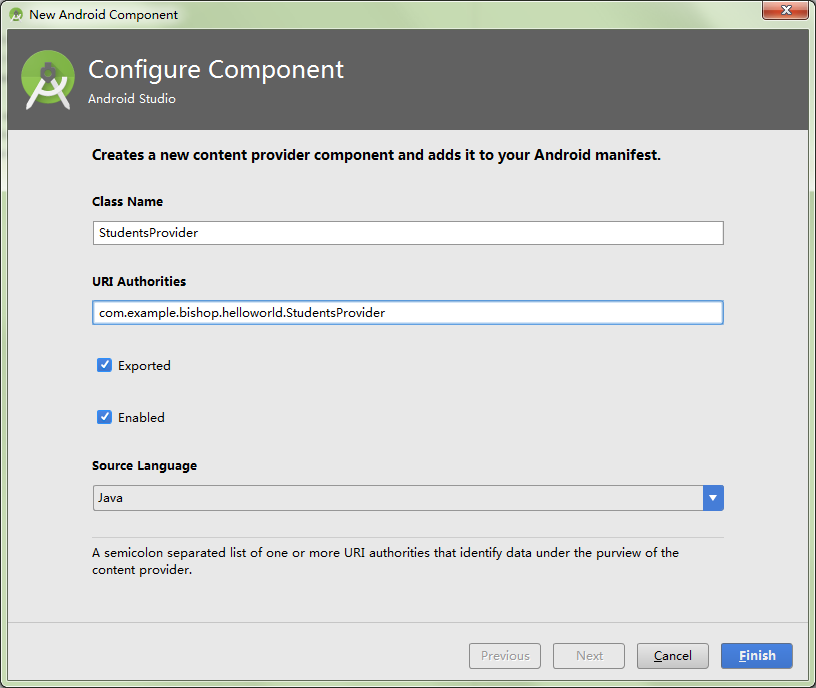 New Android Component
Configure Component
Android Studio
Creates a new content provider component and adds it to your Android manifest.
Class Name
StudentsProvider
URI Authorities
com.example.bishop.helloworld.StudentsProvider
Exported
Enabled
Source Language
Java
A semicolon separated list of one or more URI authorities that identify data under the purview of the
content provider.
Previous
Next
Cancel
Finish